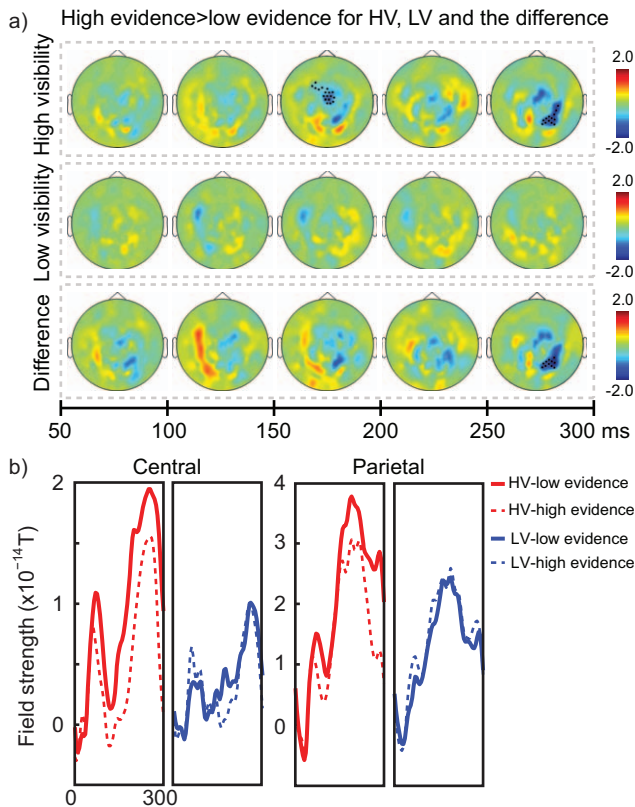 a) High evidence>low evidence for HV, LV and the difference
High visibility
2.0
-2.0
Low visibility
2.0
-2.0
Difference
2.0
-2.0
50 100 150 200 250 300 ms
b) Central Parietal
Field strength (x10⁻¹⁴T)
2
1
0
4
3
2
1
0
0 300
HV-low evidence
HV-high evidence
LV-low evidence
LV-high evidence